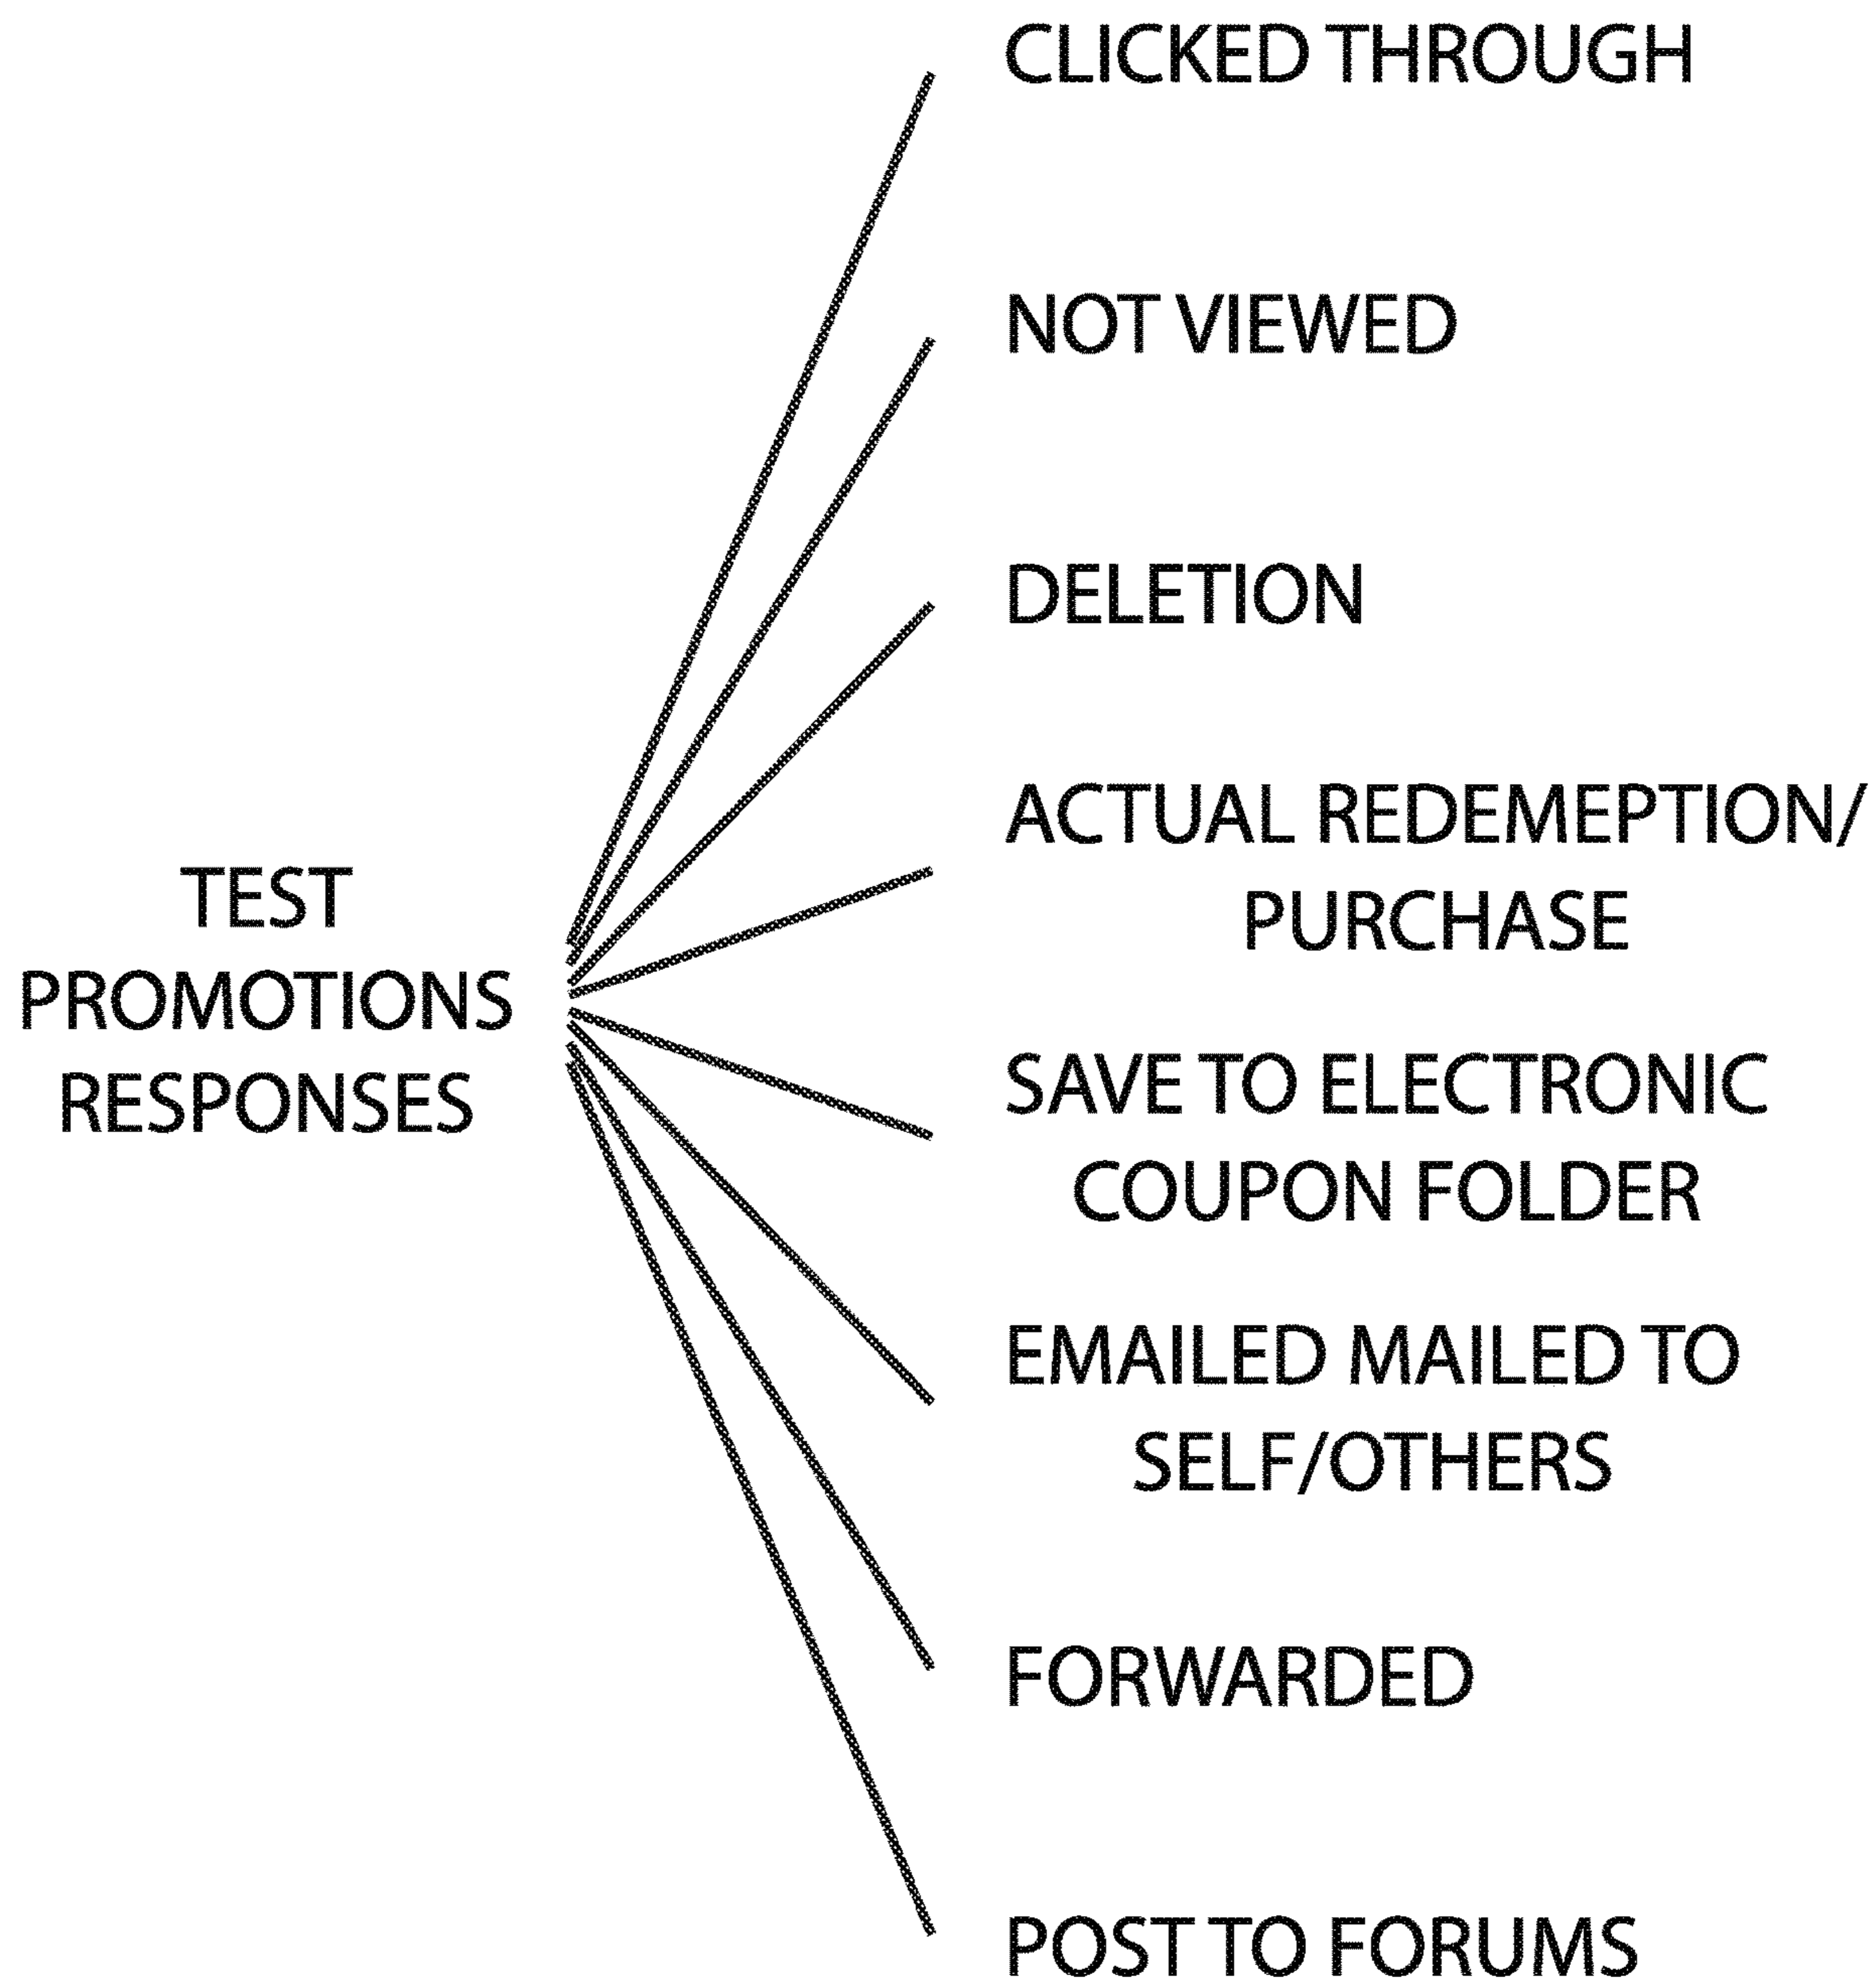 TEST
PROMOTIONS
RESPONSES
CLICKED THROUGH
NOT VIEWED
DELETION
ACTUAL REDEMEPTION/
PURCHASE
SAVE TO ELECTRONIC
COUPON FOLDER
EMAILED MAILED TO
SELF/OTHERS
FORWARDED
POST TO FORUMS